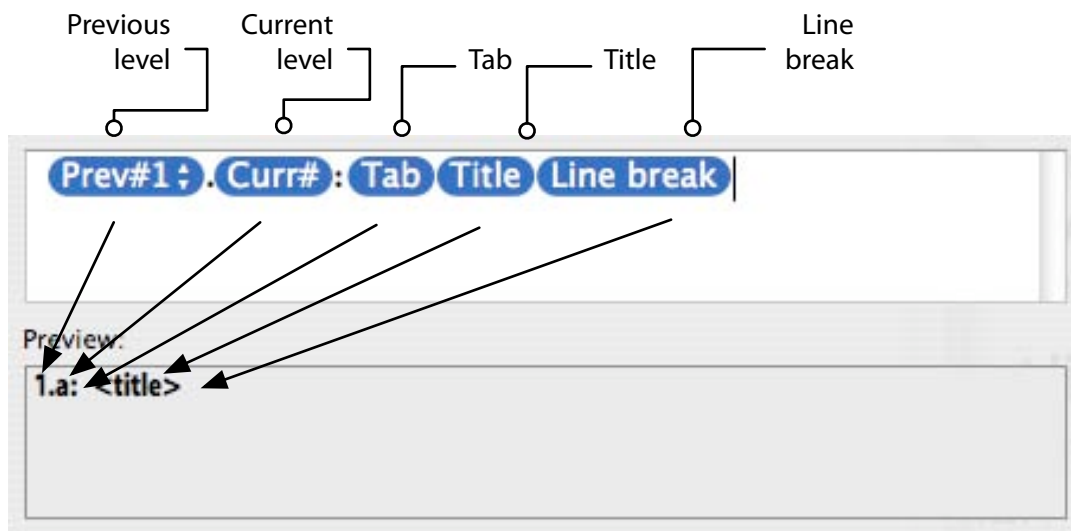 Previous level
Current level
Tab
Title
Line break
Prev#1 . Curr# : Tab Title Line break
Preview:
1.a: <title>